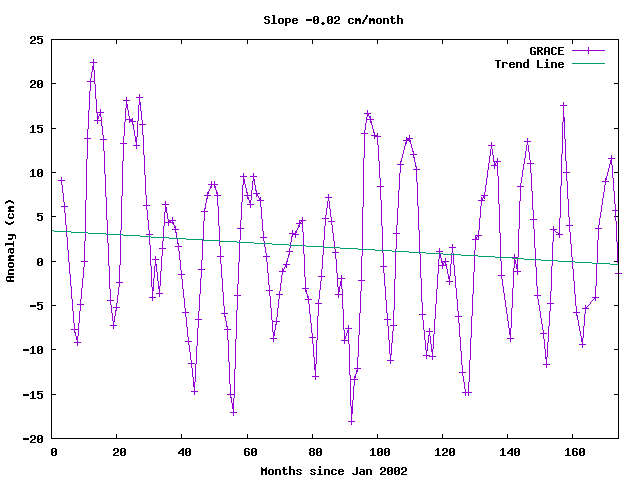 Slope -0.02 cm/month
GRACE
Trend Line
25
20
15
10
5
0
-5
-10
-15
-20
Anomaly (cm)
0 20 40 60 80 100 120 140 160
Months since Jan 2002